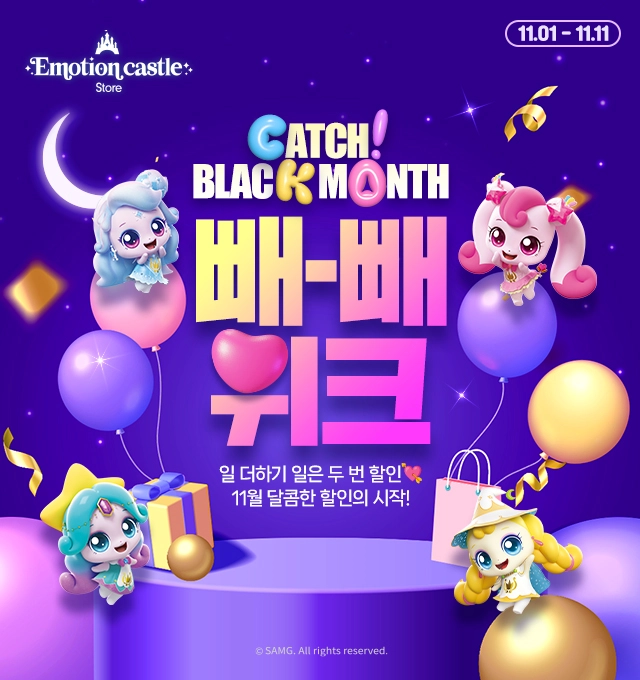 Emotion castle
Store
11.01 - 11.11
CATCH!
BLACK MONTH
빼-빼
위크
일 더하기 일은 두 번 할인💘
11월 달콤한 할인의 시작!
© SAMG. All rights reserved.